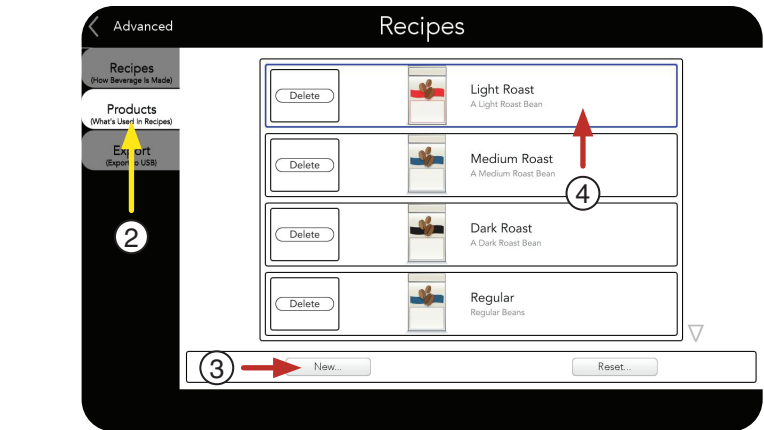 Advanced
Recipes
Recipes
(How Beverage Is Made)
Products
(What's Used In Recipes)
Export
(Export to USB)
2
Delete
Light Roast
A Light Roast Bean
Delete
Medium Roast
A Medium Roast Bean
4
Delete
Dark Roast
A Dark Roast Bean
Delete
Regular
Regular Beans
3
New...
Reset...